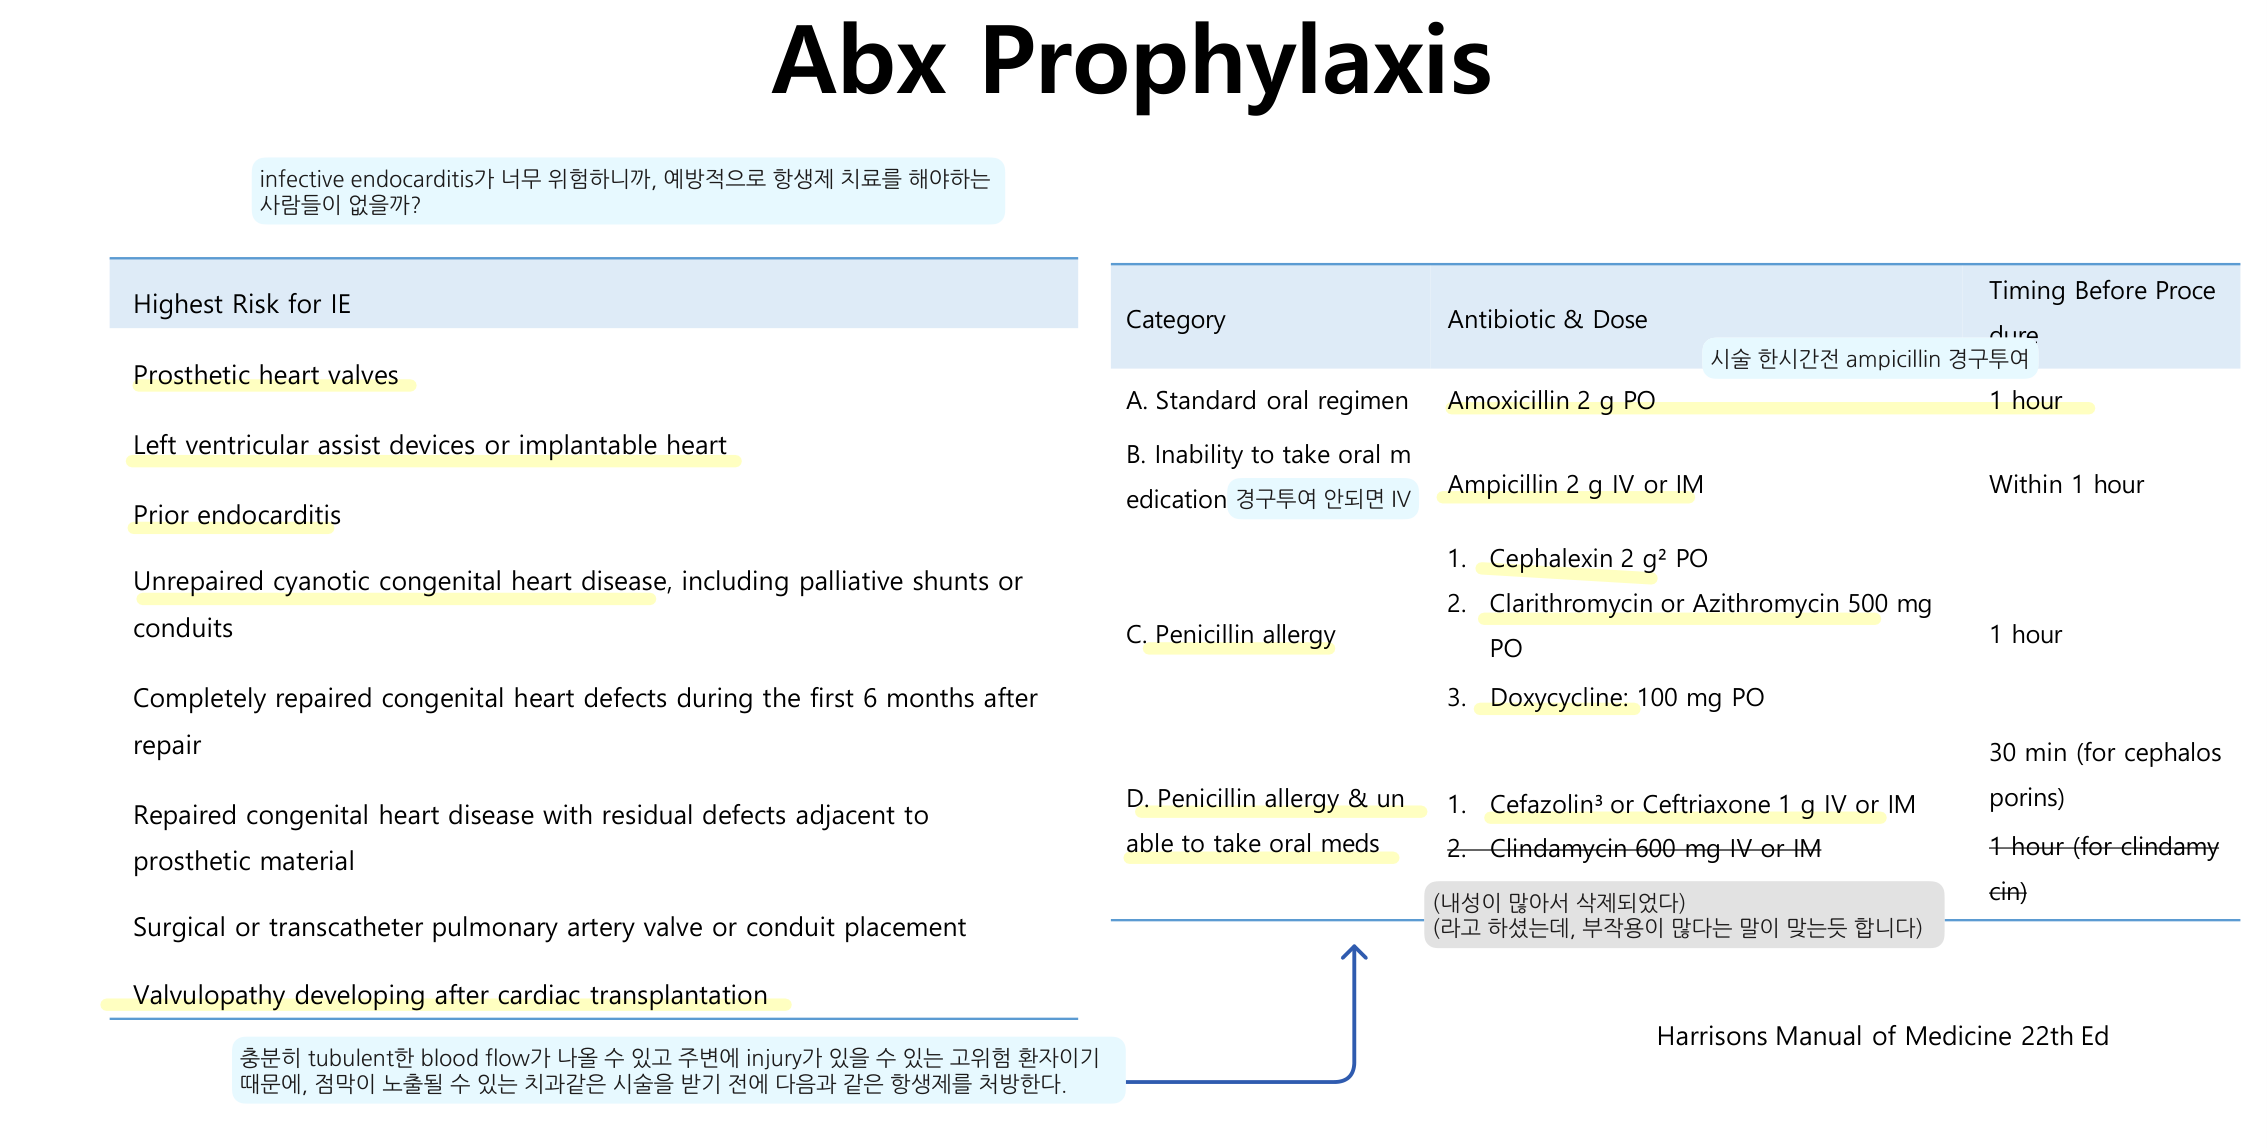 Abx Prophylaxis
infective endocarditis가 너무 위험하니까, 예방적으로 항생제 치료를 해야하는
사람들이 없을까?
Highest Risk for IE
Prosthetic heart valves
Left ventricular assist devices or implantable heart
Prior endocarditis
Unrepaired cyanotic congenital heart disease, including palliative shunts or
conduits
Completely repaired congenital heart defects during the first 6 months after
repair
Repaired congenital heart disease with residual defects adjacent to
prosthetic material
Surgical or transcatheter pulmonary artery valve or conduit placement
Valvulopathy developing after cardiac transplantation
충분히 tubulent한 blood flow가 나올 수 있고 주변에 injury가 있을 수 있는 고위험 환자이기
때문에, 점막이 노출될 수 있는 치과같은 시술을 받기 전에 다음과 같은 항생제를 처방한다.
Category
Antibiotic & Dose
Timing Before Proce
dure
시술 한시간전 ampicillin 경구투여
A. Standard oral regimen
Amoxicillin 2 g PO
1 hour
B. Inability to take oral m
edication
경구투여 안되면 IV
Ampicillin 2 g IV or IM
Within 1 hour
C. Penicillin allergy
1. Cephalexin 2 g² PO
2. Clarithromycin or Azithromycin 500 mg
PO
3. Doxycycline: 100 mg PO
1 hour
D. Penicillin allergy & un
able to take oral meds
1. Cefazolin³ or Ceftriaxone 1 g IV or IM
2. Clindamycin 600 mg IV or IM
30 min (for cephalos
porins)
1 hour (for clindamy
cin)
(내성이 많아서 삭제되었다)
(라고 하셨는데, 부작용이 많다는 말이 맞는듯 합니다)
Harrisons Manual of Medicine 22th Ed